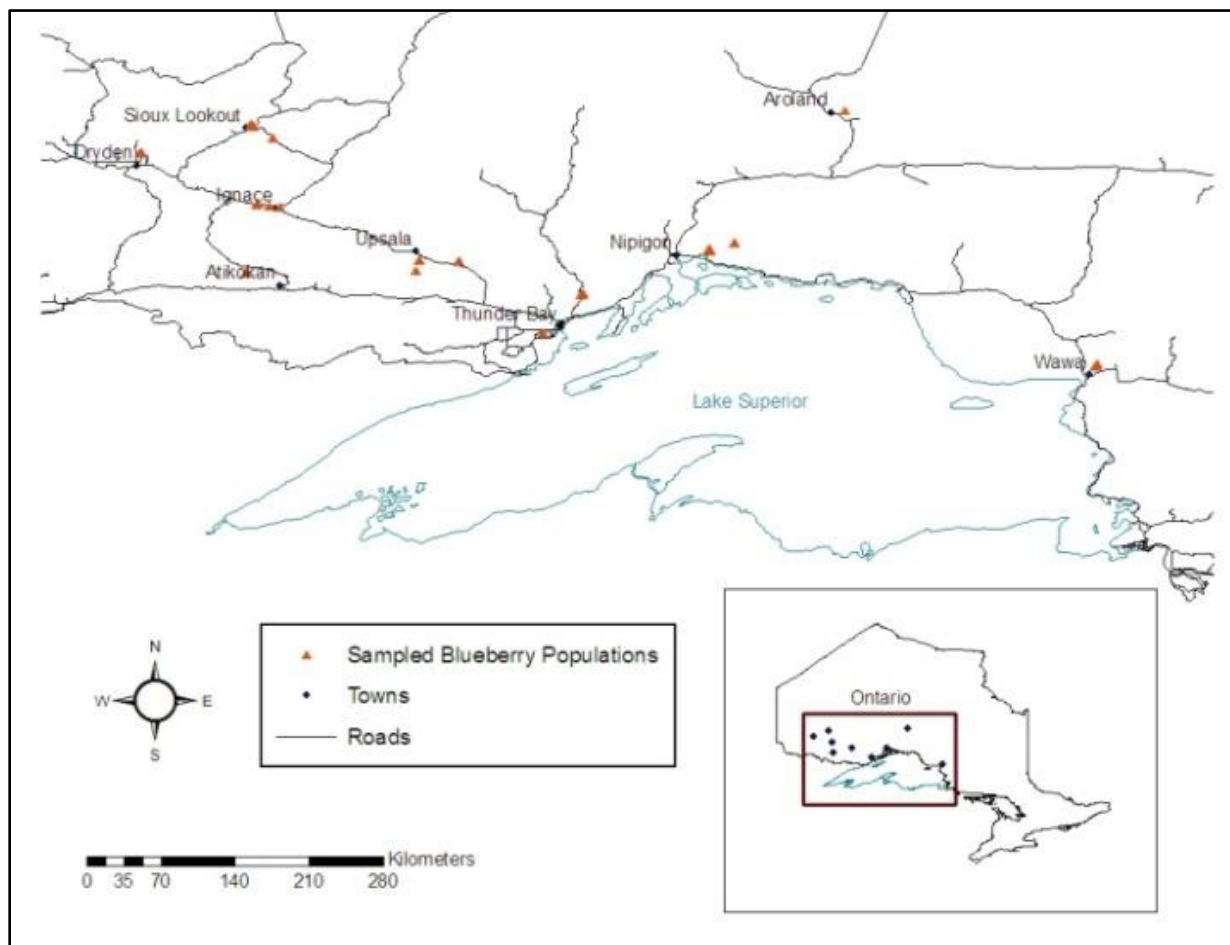 Aroland
Sioux Lookout
Dryden
Ignace
Upsala
Nipigon
Atikokan
Thunder Bay
Wawa
Lake Superior
N
W E
S
Sampled Blueberry Populations
Towns
Roads
Ontario
Kilometers
0 35 70 140 210 280